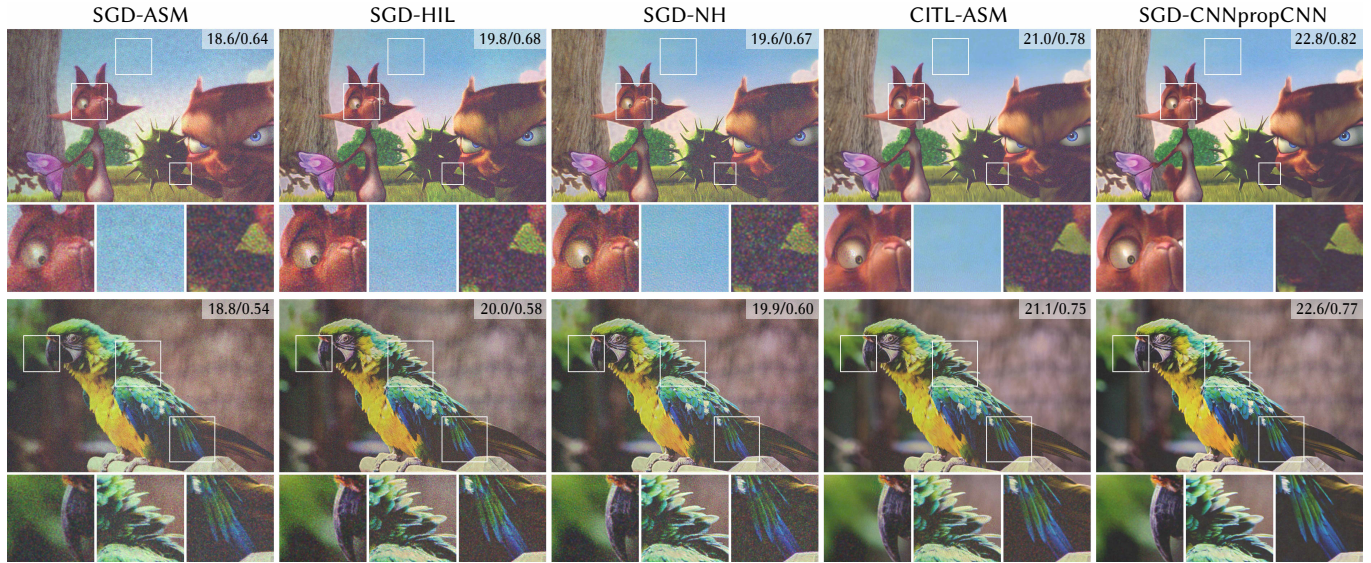 SGD-ASM SGD-HIL SGD-NH CITL-ASM SGD-CNNpropCNN
18.6/0.64 19.8/0.68 19.6/0.67 21.0/0.78 22.8/0.82
18.8/0.54 20.0/0.58 19.9/0.60 21.1/0.75 22.6/0.77